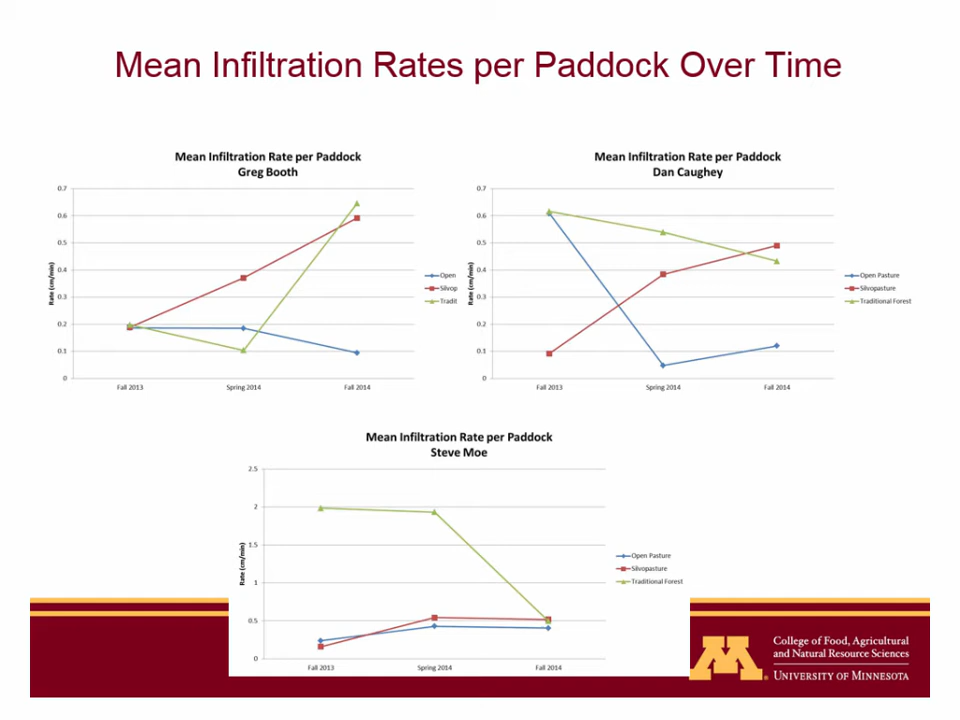 Mean Infiltration Rates per Paddock Over Time
Mean Infiltration Rate per Paddock
Greg Booth
0.7
0.6
0.5
0.4
0.3
0.2
0.1
0
Rate (cm/min)
Fall 2013
Spring 2014
Fall 2014
Open
Silvop
Tradit
Mean Infiltration Rate per Paddock
Dan Caughey
0.7
0.6
0.5
0.4
0.3
0.2
0.1
0
Rate (cm/min)
Fall 2013
Spring 2014
Fall 2014
Open Pasture
Silvopasture
Traditional Forest
Mean Infiltration Rate per Paddock
Steve Moe
2.5
2
1.5
1
0.5
0
Rate (cm/min)
Fall 2013
Spring 2014
Fall 2014
Open Pasture
Silvopasture
Traditional Forest
M
College of Food, Agricultural
and Natural Resource Sciences
UNIVERSITY OF MINNESOTA